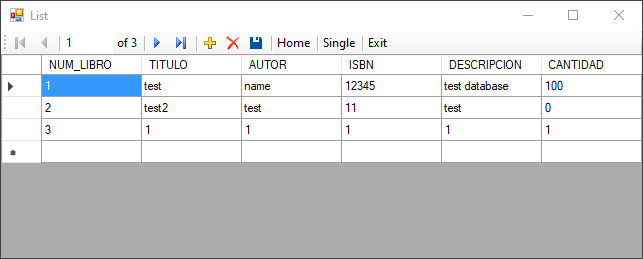 List
1 of 3 Home Single Exit
NUM_LIBRO TITULO AUTOR ISBN DESCRIPCION CANTIDAD
1 test name 12345 test database 100
2 test2 test 11 test 0
3 1 1 1 1 1